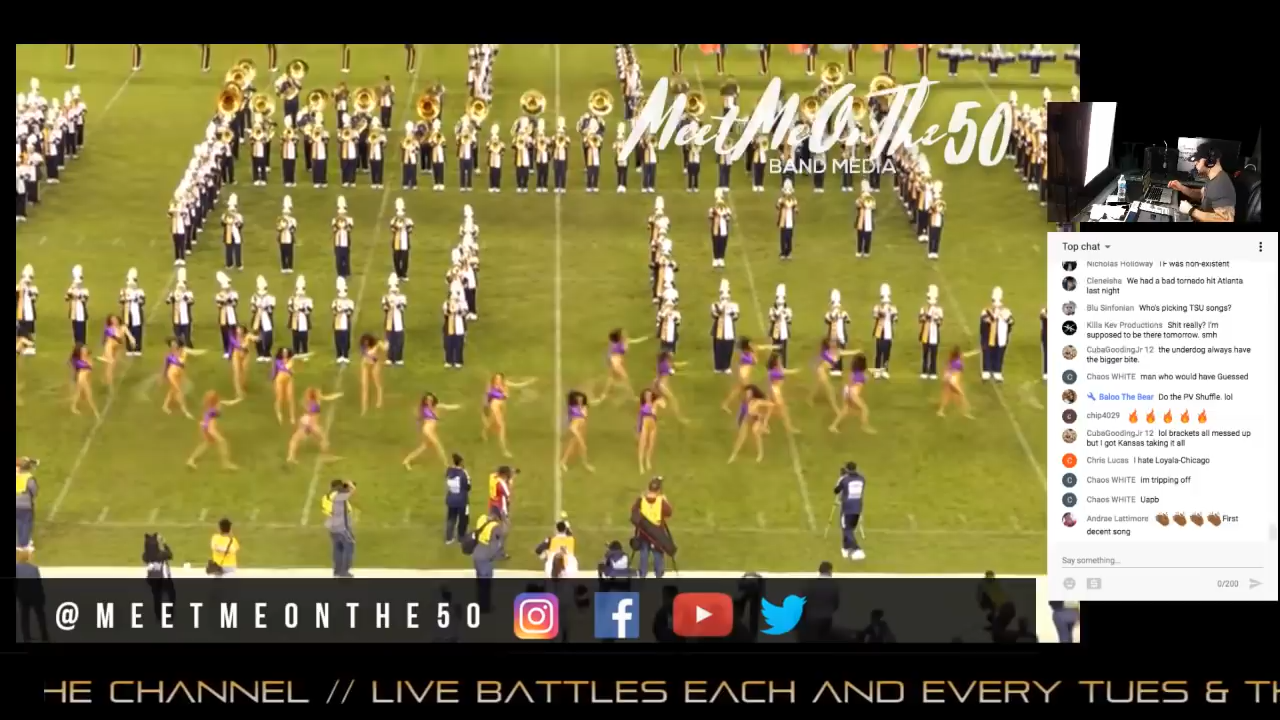 MeetMeOnThe50
BAND MEDIA
Top chat
Nicholas Holloway TF was non-existent
Cleneisha We had a bad tornado hit Atlanta
last night
Blu Sinfonian Who's picking TSU songs?
Killa Kev Productions Shit really? I'm
supposed to be there tomorrow. smh
CubaGoodingJr 12 the underdog always have
the bigger bite.
Chaos WHITE man who would have Guessed
Baloo The Bear Do the PV Shuffle. lol
chip4029
CubaGoodingJr 12 lol brackets all messed up
but I got Kansas taking it all
Chris Lucas I hate Loyala-Chicago
Chaos WHITE im tripping off
Chaos WHITE Uapb
Andrae Lattimore 👏🏾👏🏾👏🏾👏🏾First
decent song
Say something...
0/200
@MEETMEONTHE50
HE CHANNEL // LIVE BATTLES EACH AND EVERY TUES & TH